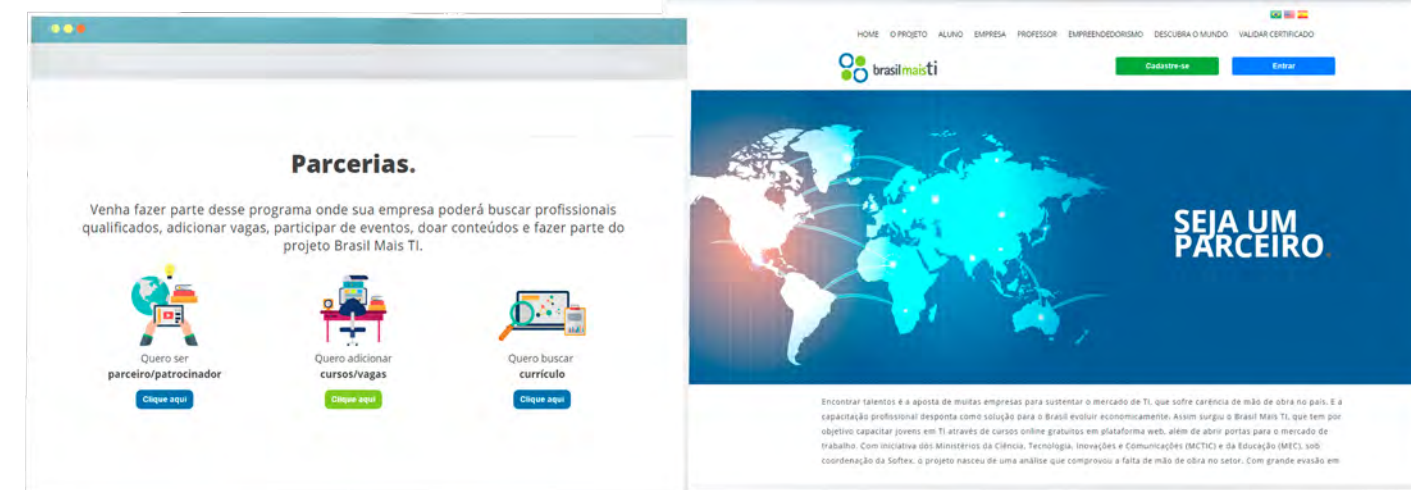 Parcerias.
Venha fazer parte desse programa onde sua empresa poderá buscar profissionais
qualificados, adicionar vagas, participar de eventos, doar conteúdos e fazer parte do
projeto Brasil Mais TI.
Quero ser
parceiro/patrocinador
Clique aqui
Quero adicionar
cursos/vagas
Clique aqui
Quero buscar
currículo
Clique aqui
HOME O PROJETO ALUNO EMPRESA PROFESSOR EMPREENDEDORISMO DESCUBRA O MUNDO VALIDAR CERTIFICADO
brasilmaisti
Cadastre-se
Entrar
SEJA UM
PARCEIRO.
Encontrar talentos é a aposta de muitas empresas para sustentar o mercado de TI, que sofre carência de mão de obra no país. E a
capacitação profissional desponta como solução para o Brasil evoluir economicamente. Assim surgiu o Brasil Mais TI, que tem por
objetivo capacitar jovens em TI através de cursos online gratuitos em plataforma web, além de abrir portas para o mercado de
trabalho. Com iniciativa dos Ministérios da Ciência, Tecnologia, Inovações e Comunicações (MCTIC) e da Educação (MEC), sob
coordenação da Softex, o projeto nasceu de uma análise que comprovou a falta de mão de obra no setor. Com grande evasão em